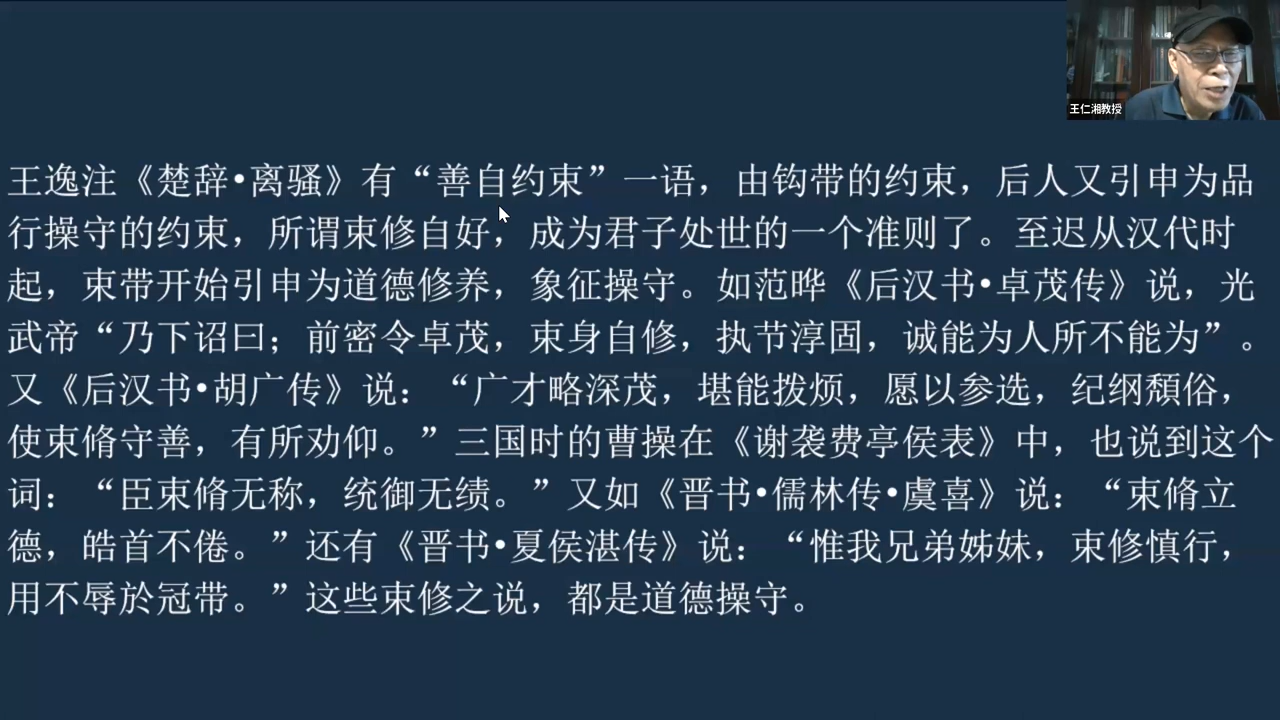 王仁湘教授
王逸注《楚辞•离骚》有“善自约束”一语，由钩带的约束，后人又引申为品
行操守的约束，所谓束修自好，成为君子处世的一个准则了。至迟从汉代时
起，束带开始引申为道德修养，象征操守。如范晔《后汉书•卓茂传》说，光
武帝“乃下诏曰；前密令卓茂，束身自修，执节淳固，诚能为人所不能为”。
又《后汉书•胡广传》说：“广才略深茂，堪能拨烦，愿以参选，纪纲頽俗，
使束脩守善，有所劝仰。”三国时的曹操在《谢袭费亭侯表》中，也说到这个
词：“臣束脩无称，统御无绩。”又如《晋书•儒林传•虞喜》说：“束脩立
德，皓首不倦。”还有《晋书•夏侯湛传》说：“惟我兄弟姊妹，束修慎行，
用不辱於冠带。”这些束修之说，都是道德操守。